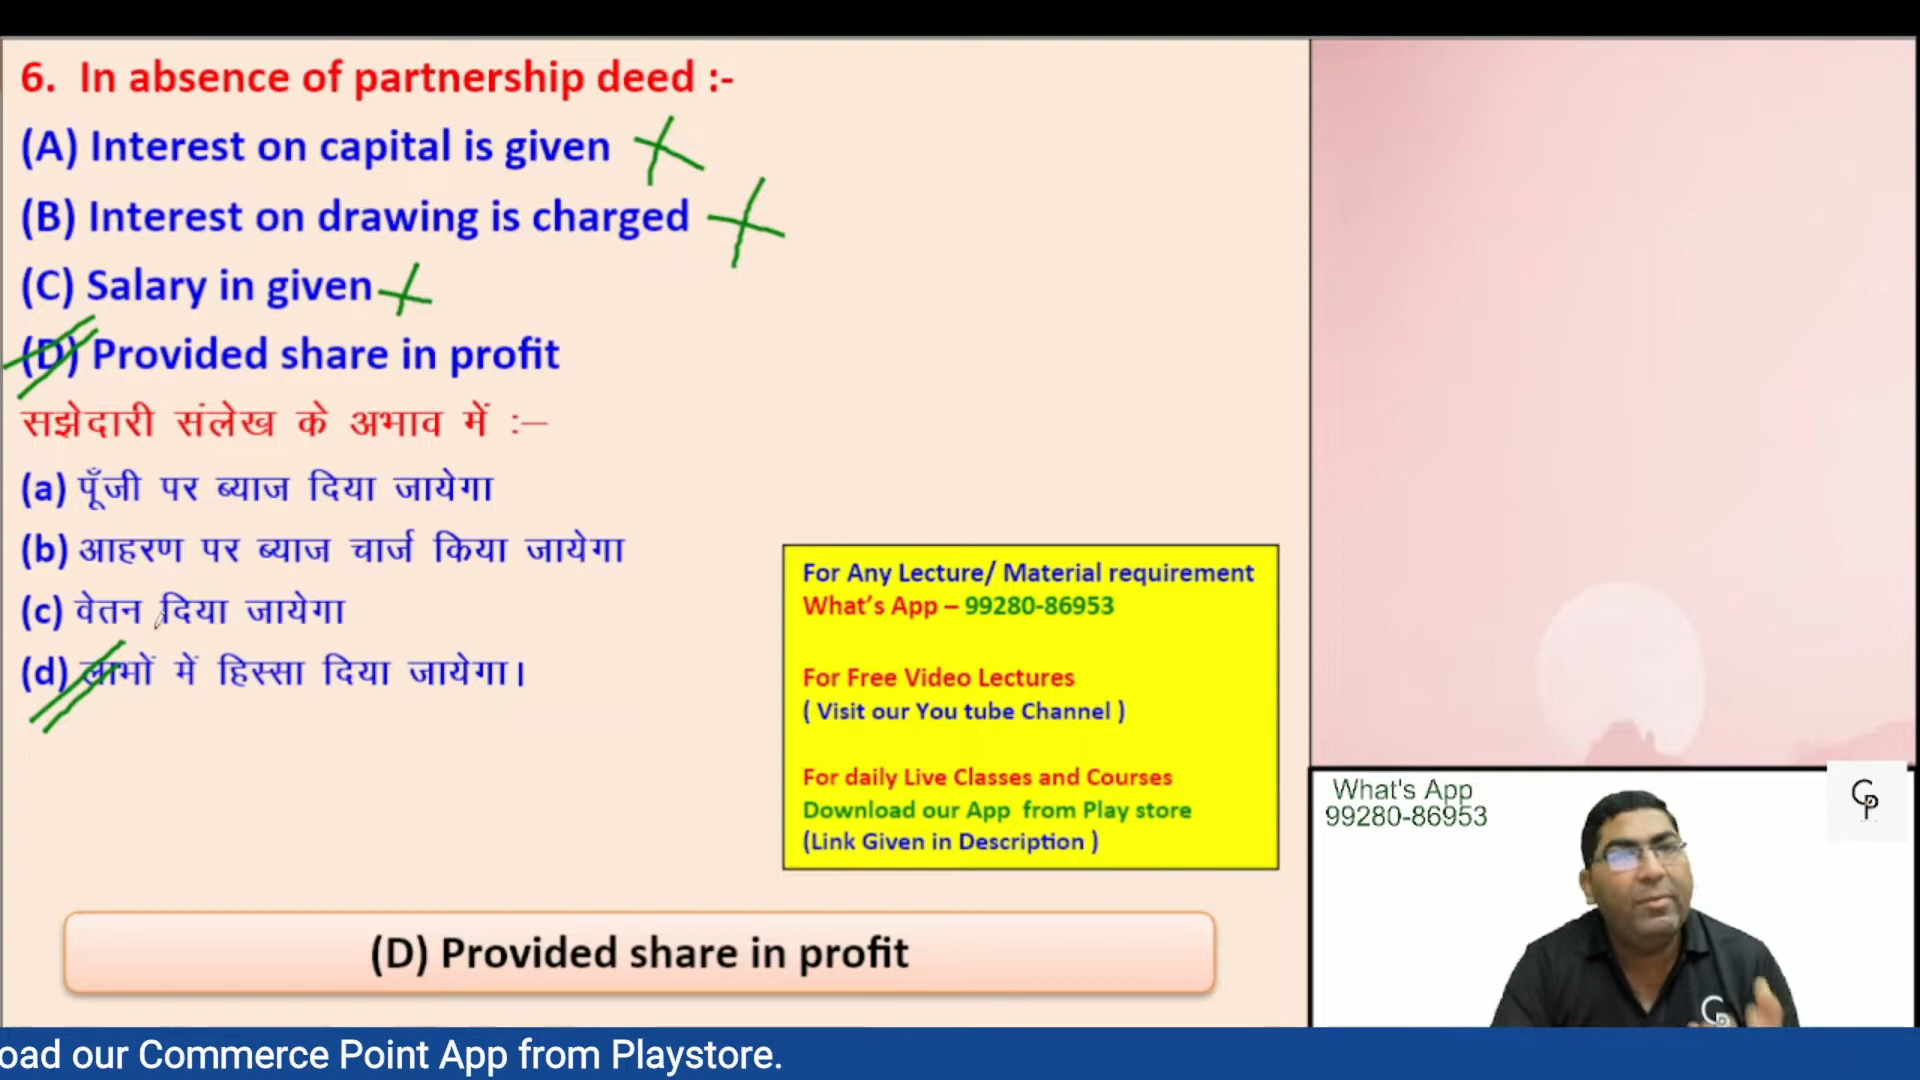 6. In absence of partnership deed :-
(A) Interest on capital is given
(B) Interest on drawing is charged
(C) Salary in given
(D) Provided share in profit
सझेदारी संलेख के अभाव में :–
(a) पूँजी पर ब्याज दिया जायेगा
(b) आहरण पर ब्याज चार्ज किया जायेगा
(c) वेतन दिया जायेगा
(d) लाभों में हिस्सा दिया जायेगा।
For Any Lecture/ Material requirement
What's App – 99280-86953
For Free Video Lectures
( Visit our You tube Channel )
For daily Live Classes and Courses
Download our App from Play store
(Link Given in Description )
(D) Provided share in profit
What's App
99280-86953
CP
oad our Commerce Point App from Playstore.